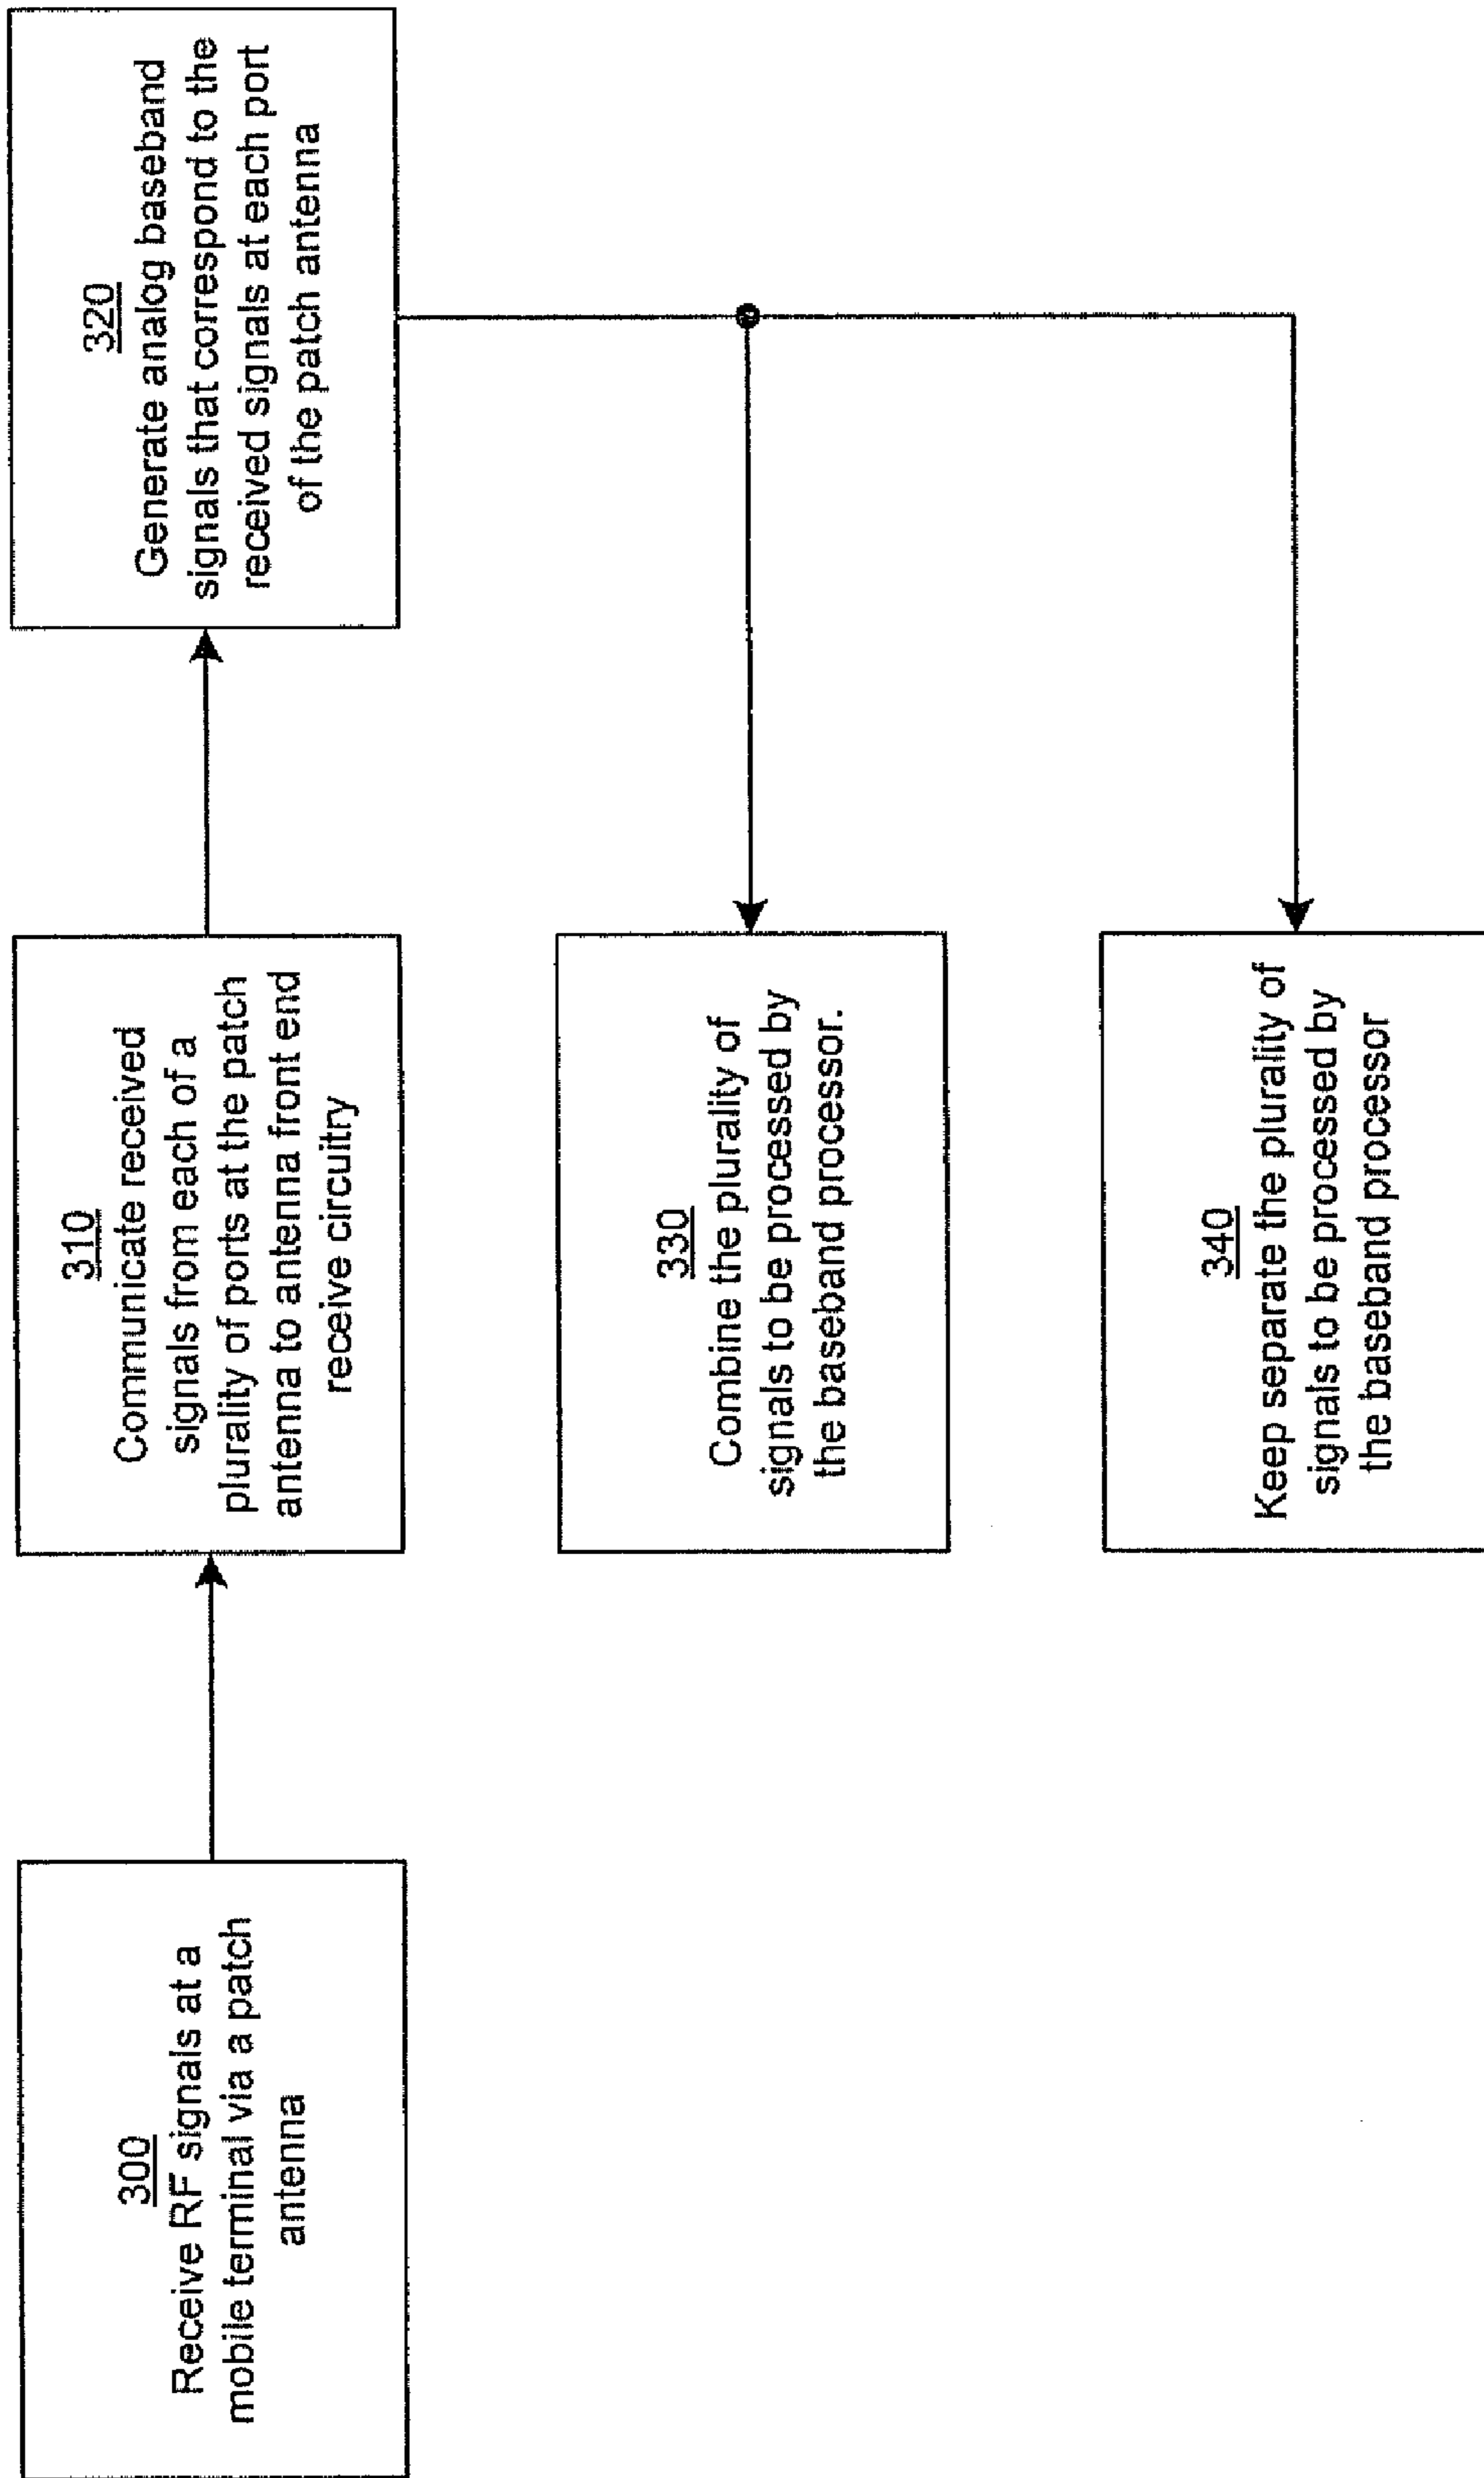 300
Receive RF signals at a
mobile terminal via a patch
antenna
310
Communicate received
signals from each of a
plurality of ports at the patch
antenna to antenna front end
receive circuitry
320
Generate analog baseband
signals that correspond to the
received signals at each port
of the patch antenna
330
Combine the plurality of
signals to be processed by
the baseband processor.
340
Keep separate the plurality of
signals to be processed by
the baseband processor